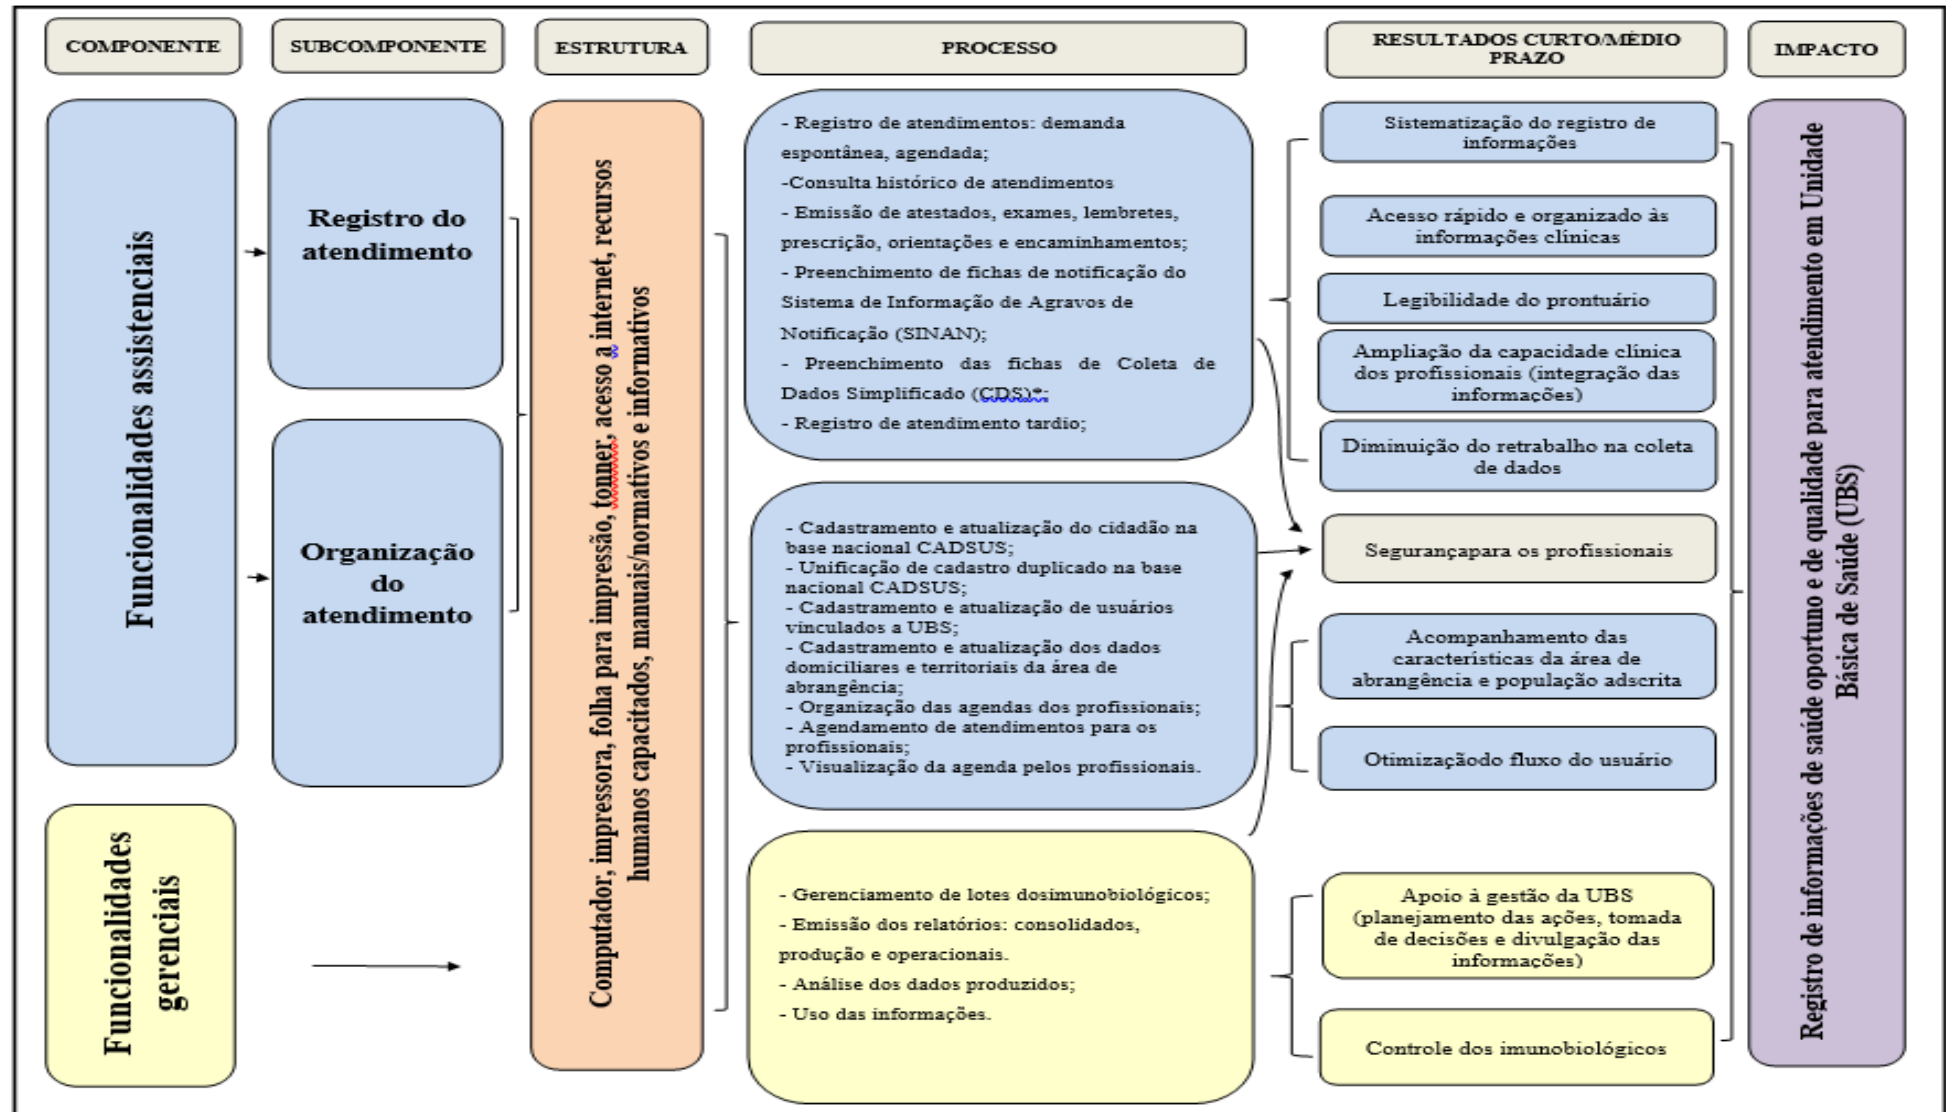 COMPONENTE
SUBCOMPONENTE
ESTRUTURA
PROCESSO
RESULTADOS CURTO/MÉDIO
PRAZO
IMPACTO
Funcionalidades assistenciais
Registro do
atendimento
Organização
do
atendimento
Funcionalidades
gerenciais
Computador, impressora, folha para impressão, tonner, acesso a internet, recursos
humanos capacitados, manuais/normativos e informativos
- Registro de atendimentos: demanda
espontânea, agendada;
-Consulta histórico de atendimentos
- Emissão de atestados, exames, lembretes,
prescrição, orientações e encaminhamentos;
- Preenchimento de fichas de notificação do
Sistema de Informação de Agravos de
Notificação (SINAN);
- Preenchimento das fichas de Coleta de
Dados Simplificado (CDS)*;
- Registro de atendimento tardio;
- Cadastramento e atualização do cidadão na
base nacional CADSUS;
- Unificação de cadastro duplicado na base
nacional CADSUS;
- Cadastramento e atualização de usuários
vinculados a UBS;
- Cadastramento e atualização dos dados
domiciliares e territoriais da área de
abrangência;
- Organização das agendas dos profissionais;
- Agendamento de atendimentos para os
profissionais;
- Visualização da agenda pelos profissionais.
- Gerenciamento de lotes dosimunobiológicos;
- Emissão dos relatórios: consolidados,
produção e operacionais.
- Análise dos dados produzidos;
- Uso das informações.
Sistematização do registro de
informações
Acesso rápido e organizado às
informações clínicas
Legibilidade do prontuário
Ampliação da capacidade clínica
dos profissionais (integração das
informações)
Diminuição do retrabalho na coleta
de dados
Segurançapara os profissionais
Acompanhamento das
características da área de
abrangência e população adscrita
Otimizaçãodo fluxo do usuário
Apoio à gestão da UBS
(planejamento das ações, tomada
de decisões e divulgação das
informações)
Controle dos imunobiológicos
Registro de informações de saúde oportuno e de qualidade para atendimento em Unidade
Básica de Saúde (UBS)